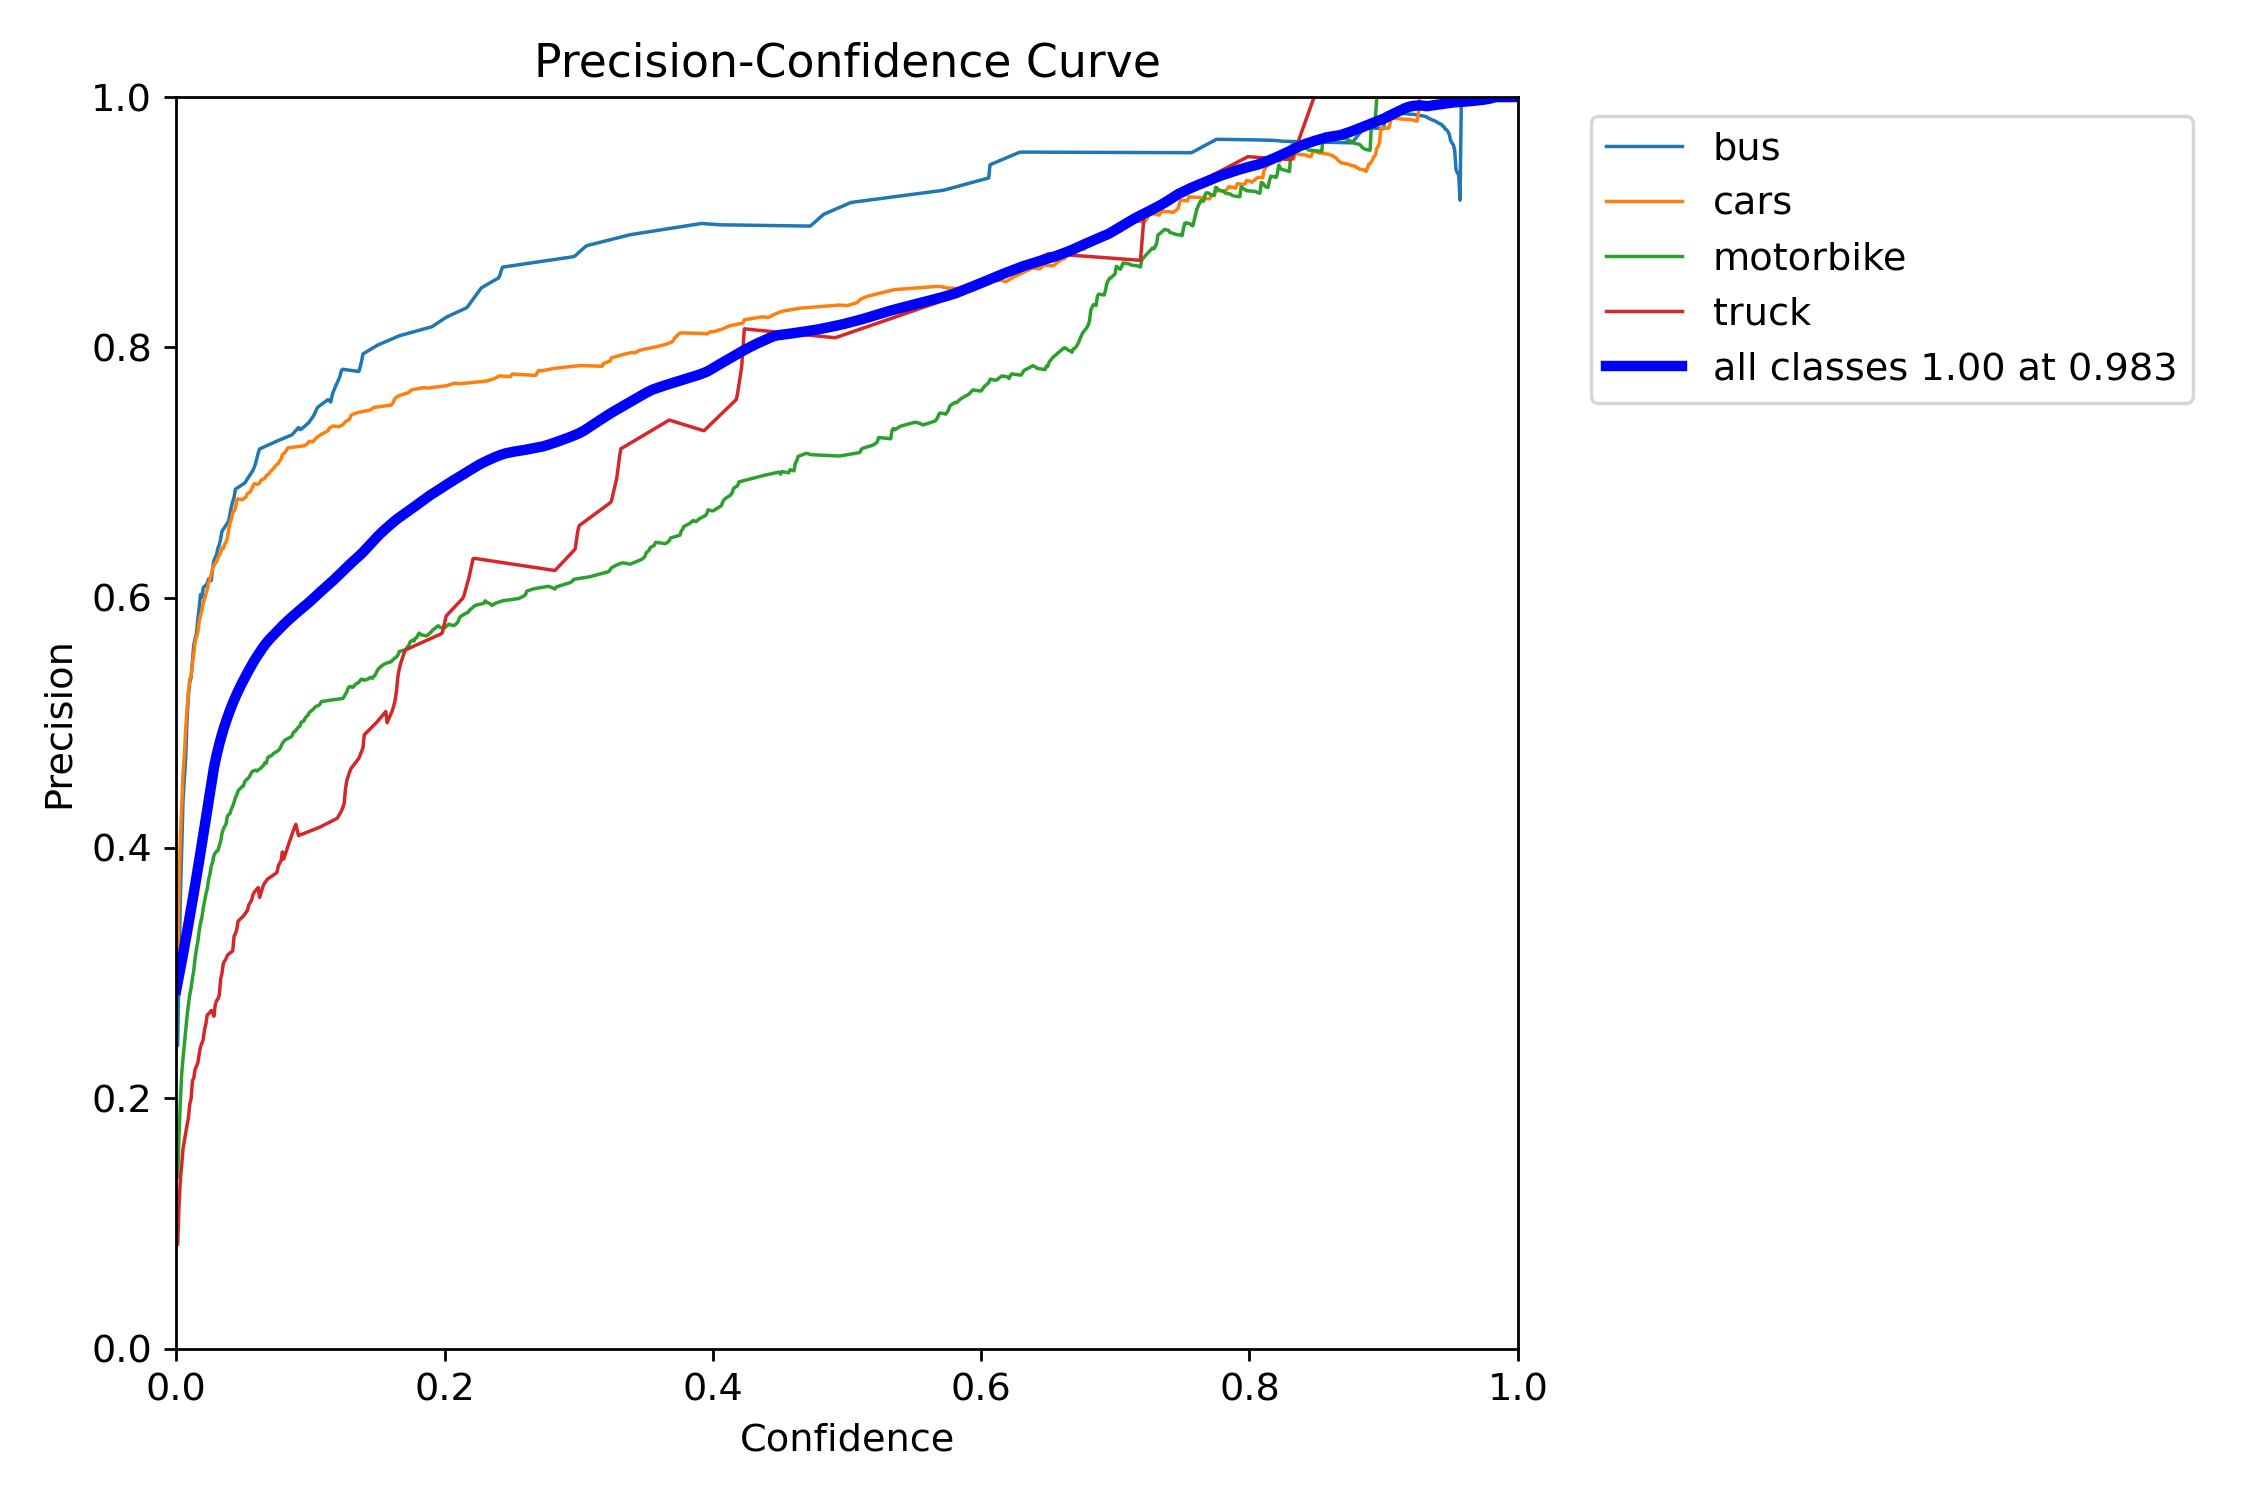 Precision-Confidence Curve
1.0
0.8
0.6
0.4
0.2
0.0
Precision
0.0 0.2 0.4 0.6 0.8 1.0
Confidence
bus
cars
motorbike
truck
all classes 1.00 at 0.983